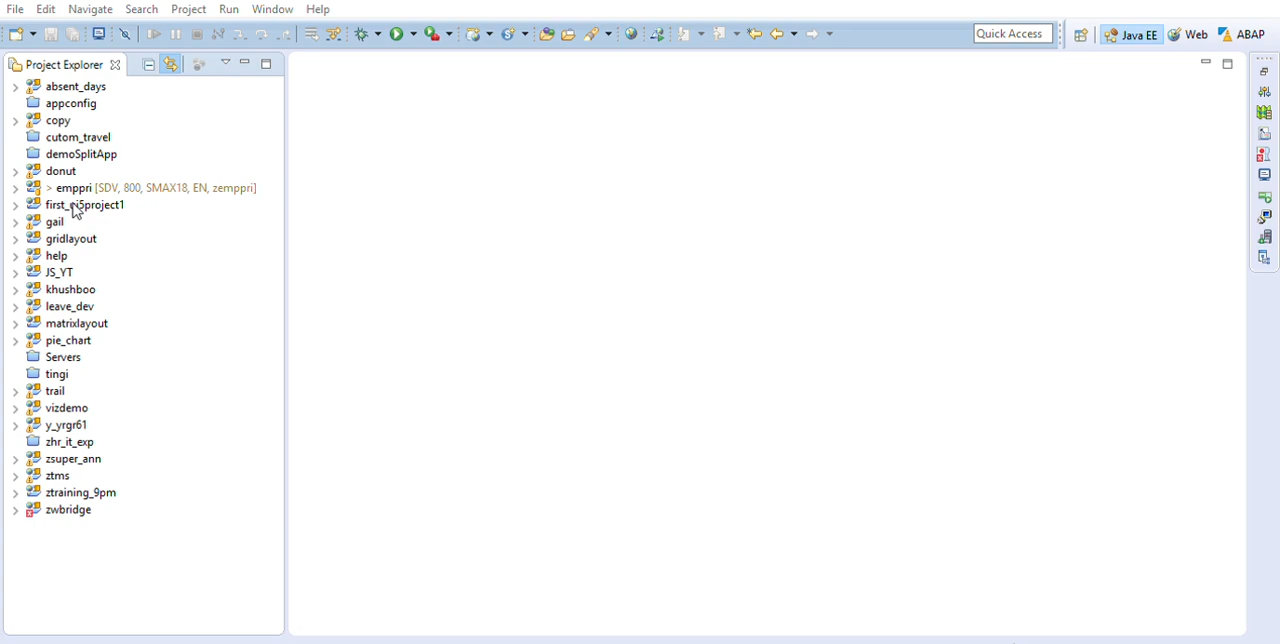 File Edit Navigate Search Project Run Window Help
Quick Access Java EE Web ABAP
Project Explorer
absent_days
appconfig
copy
cutom_travel
demoSplitApp
donut
> emppri [SDV, 800, SMAX18, EN, zemppri]
first_ui5project1
gail
gridlayout
help
JS_YT
khushboo
leave_dev
matrixlayout
pie_chart
Servers
tingi
trail
vizdemo
y_yrgr61
zhr_it_exp
zsuper_ann
ztms
ztraining_9pm
zwbridge